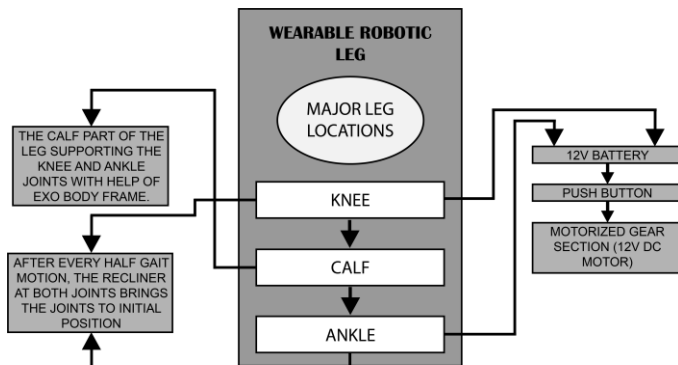 WEARABLE ROBOTIC
LEG
MAJOR LEG
LOCATIONS
THE CALF PART OF THE
LEG SUPPORTING THE
KNEE AND ANKLE
JOINTS WITH HELP OF
EXO BODY FRAME.
12V BATTERY
PUSH BUTTON
KNEE
MOTORIZED GEAR
SECTION (12V DC
MOTOR)
AFTER EVERY HALF GAIT
MOTION, THE RECLINER
AT BOTH JOINTS BRINGS
THE JOINTS TO INITIAL
POSITION
CALF
ANKLE